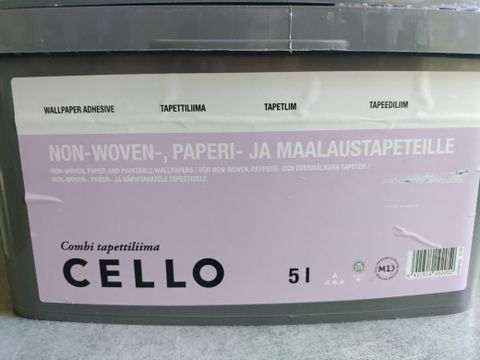 WALLPAPER ADHESIVE TAPETTILIIMA TAPETLIM TAPEEDILIIM
NON-WOVEN-, PAPERI- JA MAALAUSTAPETEILLE
NON-WOVEN, PAPER AND PAINTABLE WALLPAPERS / FÖR NON-WOVEN, PAPPERS- OCH ÖVERMÅLBARA TAPETER /
NON-WOVEN-, PABER- JA VÄRVITAVATELE TAPEETIDELE
Combi tapettiliima
CELLO
5 l
M1